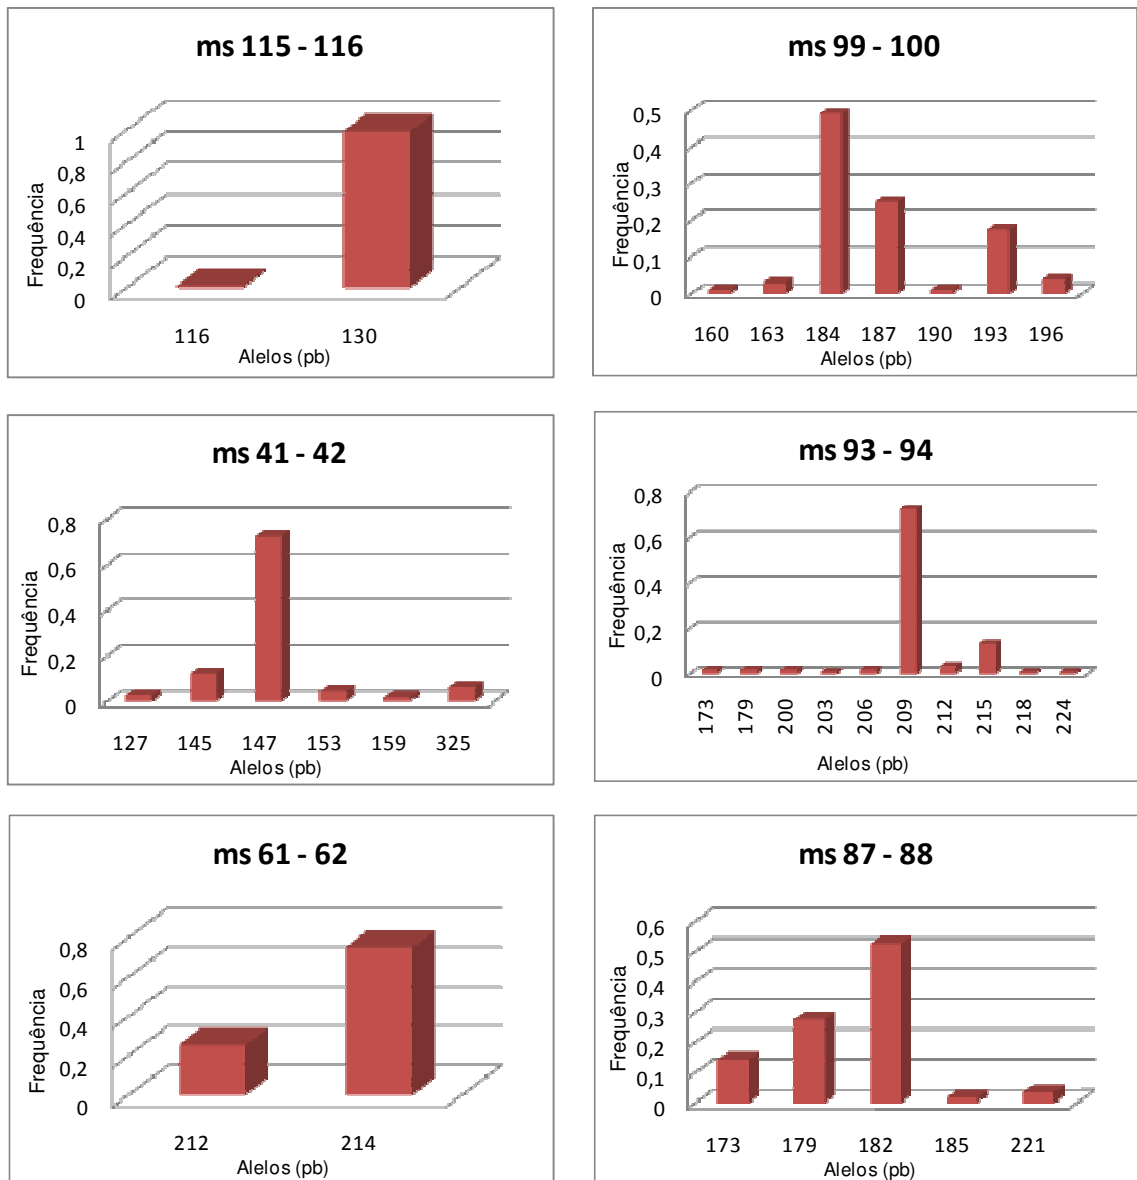 ms 115 - 116
Frequência
1
0,8
0,6
0,4
0,2
0
116 130
Alelos (pb)
ms 99 - 100
Frequência
0,5
0,4
0,3
0,2
0,1
0
160 163 184 187 190 193 196
Alelos (pb)
ms 41 - 42
Frequência
0,8
0,6
0,4
0,2
0
127 145 147 153 159 325
Alelos (pb)
ms 93 - 94
Frequência
0,8
0,6
0,4
0,2
0
173 179 200 203 206 209 212 215 218 224
Alelos (pb)
ms 61 - 62
Frequência
0,8
0,6
0,4
0,2
0
212 214
Alelos (pb)
ms 87 - 88
Frequência
0,6
0,5
0,4
0,3
0,2
0,1
0
173 179 182 185 221
Alelos (pb)